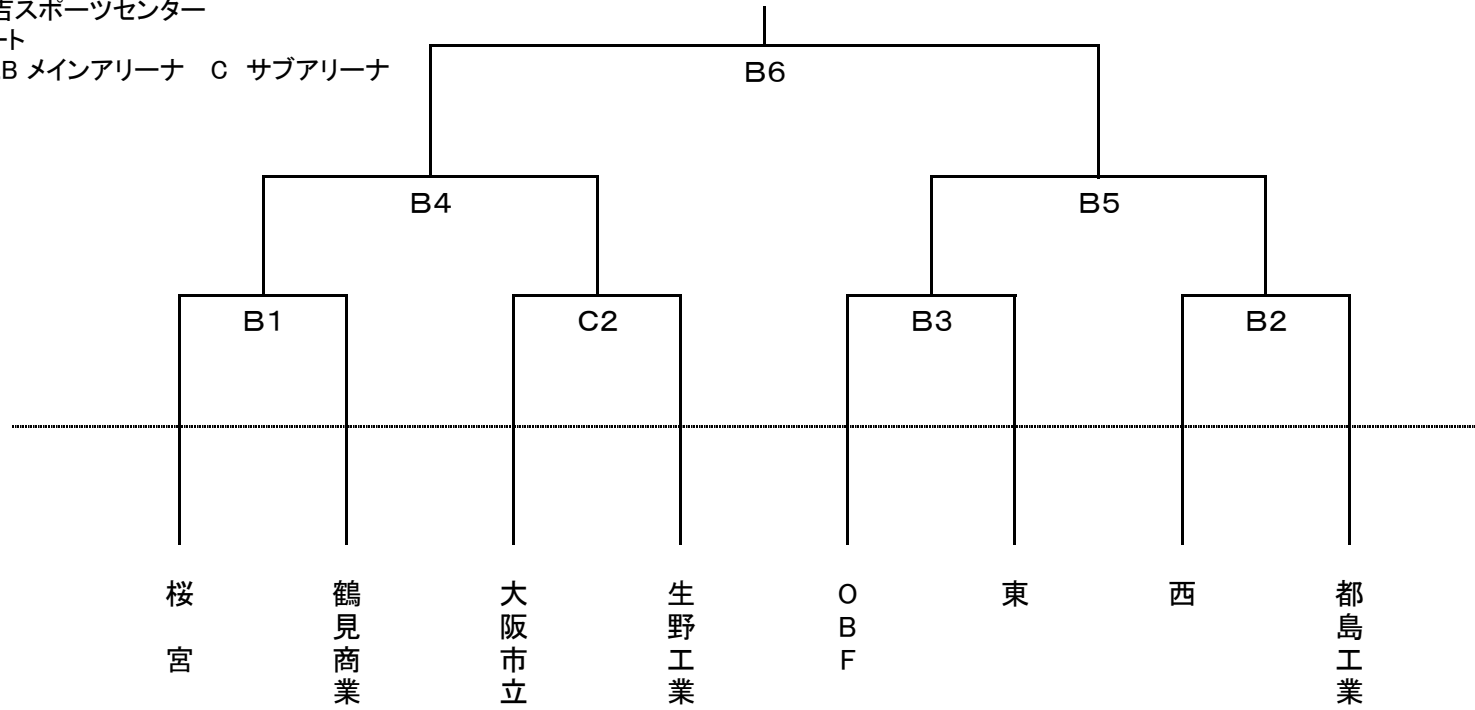 吉スポーツセンター
ート
B メインアリーナ　C　サブアリーナ
B6
B4
B5
B1
C2
B3
B2
桜宮
鶴見商業
大阪市立
生野工業
OBF
東
西
都島工業